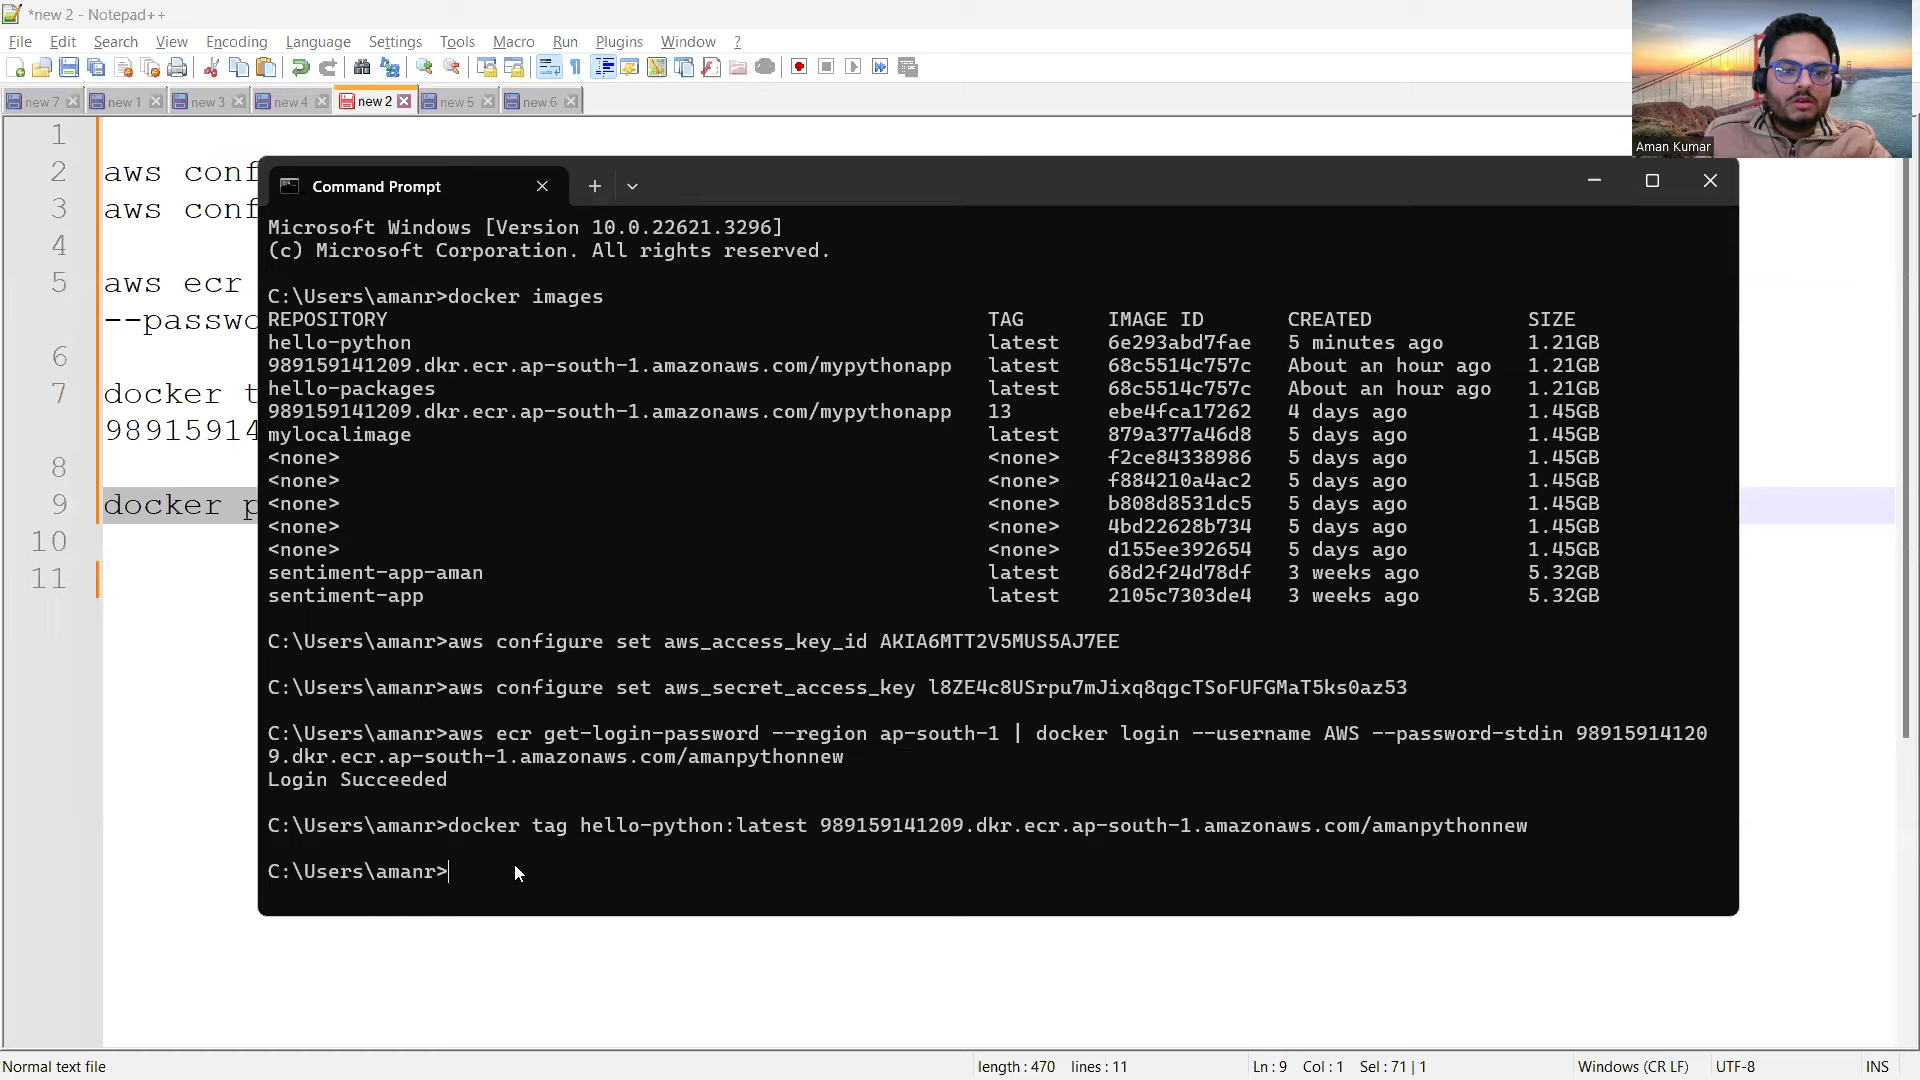 *new 2 - Notepad++
File Edit Search View Encoding Language Settings Tools Macro Run Plugins Window ?
new 7 new 1 new 3 new 4 new 2 new 5 new 6
Aman Kumar
1
2 aws conf
3 aws conf
4
5 aws ecr
--passwo
6
7 docker t
98915914
8
9 docker p
10
11
Command Prompt
Microsoft Windows [Version 10.0.22621.3296]
(c) Microsoft Corporation. All rights reserved.
C:\Users\amanr>docker images
REPOSITORY TAG IMAGE ID CREATED SIZE
hello-python latest 6e293abd7fae 5 minutes ago 1.21GB
989159141209.dkr.ecr.ap-south-1.amazonaws.com/mypythonapp latest 68c5514c757c About an hour ago 1.21GB
hello-packages latest 68c5514c757c About an hour ago 1.21GB
989159141209.dkr.ecr.ap-south-1.amazonaws.com/mypythonapp 13 ebe4fca17262 4 days ago 1.45GB
mylocalimage latest 879a377a46d8 5 days ago 1.45GB
<none> <none> f2ce84338986 5 days ago 1.45GB
<none> <none> f884210a4ac2 5 days ago 1.45GB
<none> <none> b808d8531dc5 5 days ago 1.45GB
<none> <none> 4bd22628b734 5 days ago 1.45GB
<none> <none> d155ee392654 5 days ago 1.45GB
sentiment-app-aman latest 68d2f24d78df 3 weeks ago 5.32GB
sentiment-app latest 2105c7303de4 3 weeks ago 5.32GB
C:\Users\amanr>aws configure set aws_access_key_id AKIA6MTT2V5MUS5AJ7EE
C:\Users\amanr>aws configure set aws_secret_access_key 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
C:\Users\amanr>aws ecr get-login-password --region ap-south-1 | docker login --username AWS --password-stdin 98915914120
9.dkr.ecr.ap-south-1.amazonaws.com/amanpythonnew
Login Succeeded
C:\Users\amanr>docker tag hello-python:latest 989159141209.dkr.ecr.ap-south-1.amazonaws.com/amanpythonnew
C:\Users\amanr>
Normal text file length : 470 lines : 11 Ln : 9 Col : 1 Sel : 71 | 1 Windows (CR LF) UTF-8 INS